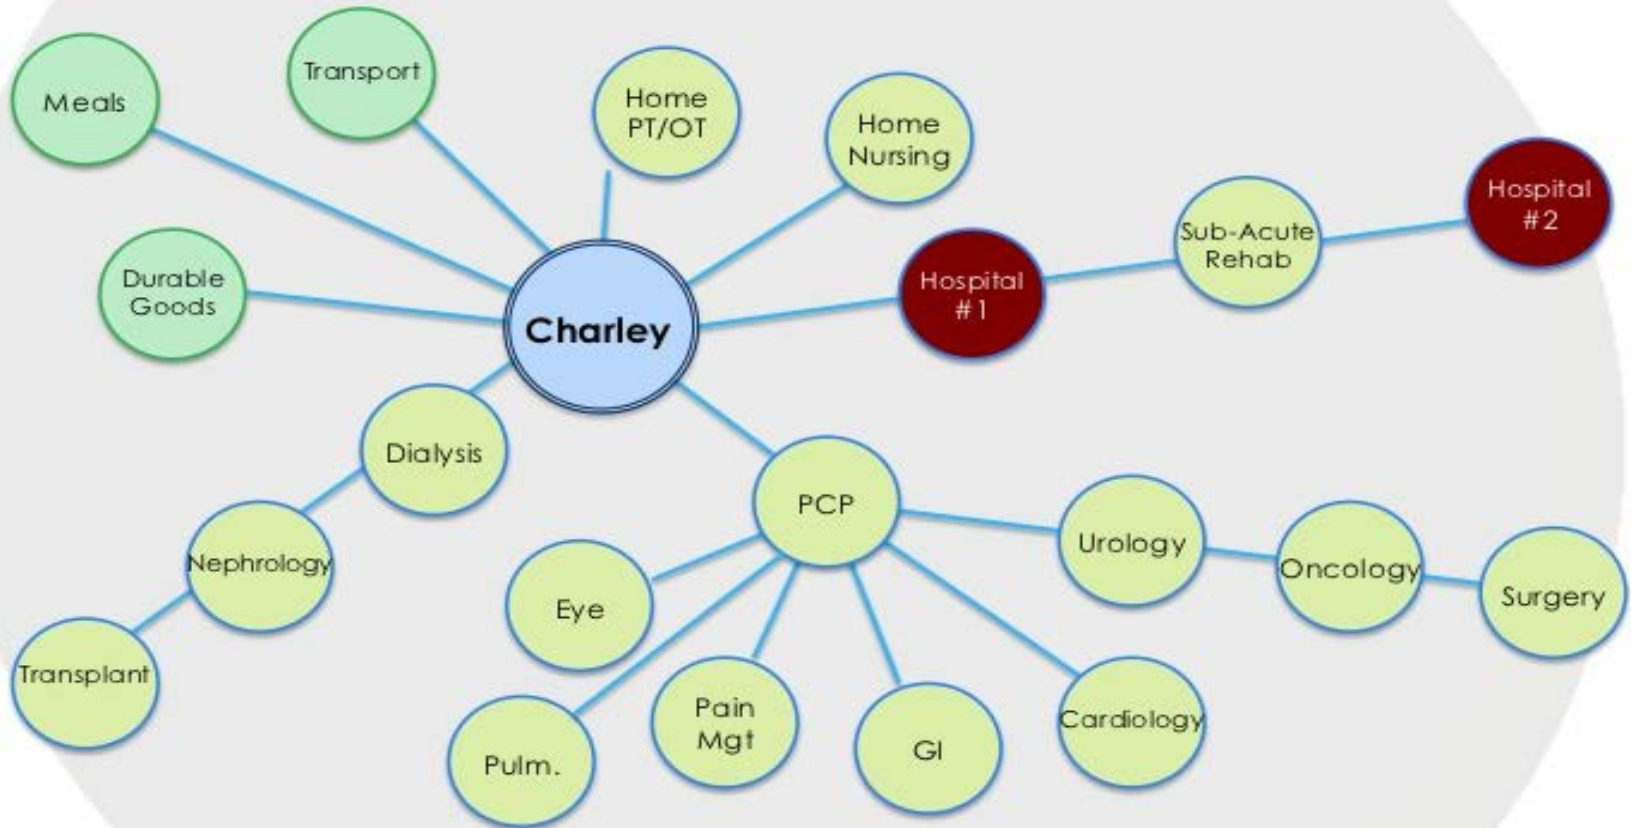 Meals
Transport
Home
PT/OT
Home
Nursing
Hospital
#2
Sub-Acute
Rehab
Durable
Goods
Hospital
#1
Charley
Dialysis
PCP
Nephrology
Urology
Oncology
Surgery
Eye
Transplant
Pulm.
Pain
Mgt
GI
Cardiology